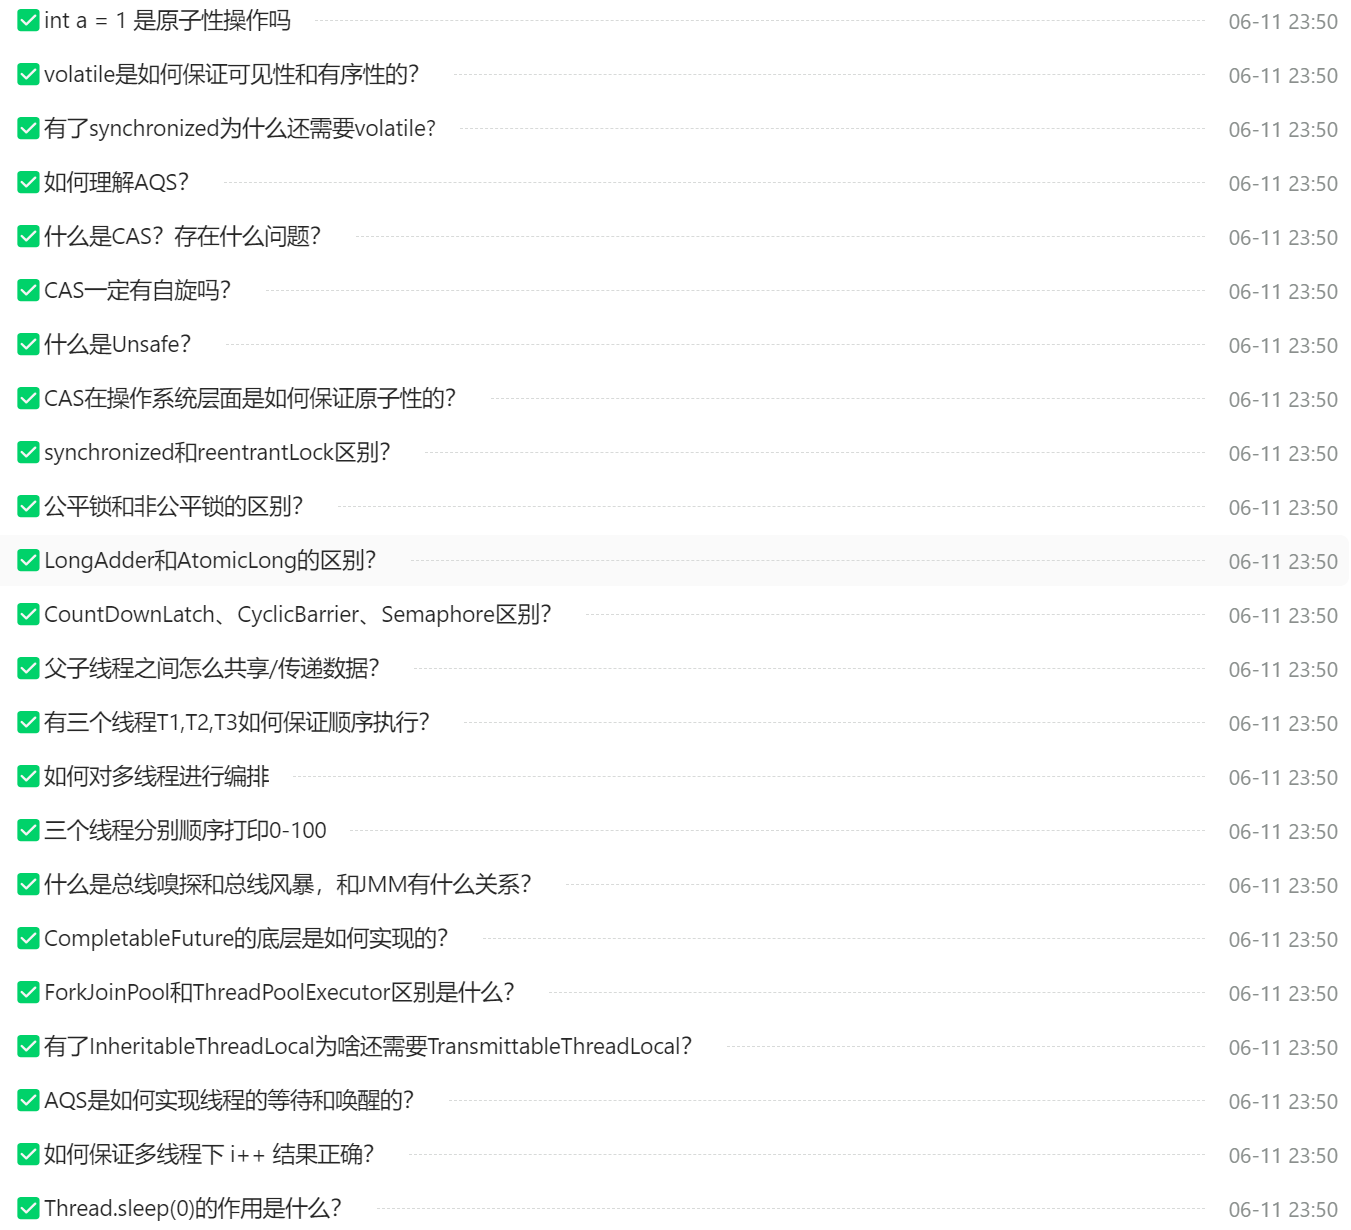 ✅int a = 1 是原子性操作吗 06-11 23:50
✅volatile是如何保证可见性和有序性的? 06-11 23:50
✅有了synchronized为什么还需要volatile? 06-11 23:50
✅如何理解AQS? 06-11 23:50
✅什么是CAS? 存在什么问题? 06-11 23:50
✅CAS一定有自旋吗? 06-11 23:50
✅什么是Unsafe? 06-11 23:50
✅CAS在操作系统层面是如何保证原子性的? 06-11 23:50
✅synchronized和reentrantLock区别? 06-11 23:50
✅公平锁和非公平锁的区别? 06-11 23:50
✅LongAdder和AtomicLong的区别? 06-11 23:50
✅CountDownLatch、CyclicBarrier、Semaphore区别? 06-11 23:50
✅父子线程之间怎么共享/传递数据? 06-11 23:50
✅有三个线程T1,T2,T3如何保证顺序执行? 06-11 23:50
✅如何对多线程进行编排 06-11 23:50
✅三个线程分别顺序打印0-100 06-11 23:50
✅什么是总线嗅探和总线风暴，和JMM有什么关系? 06-11 23:50
✅CompletableFuture的底层是如何实现的? 06-11 23:50
✅ForkJoinPool和ThreadPoolExecutor区别是什么? 06-11 23:50
✅有了InheritableThreadLocal为啥还需要TransmittableThreadLocal? 06-11 23:50
✅AQS是如何实现线程的等待和唤醒的? 06-11 23:50
✅如何保证多线程下 i++ 结果正确? 06-11 23:50
✅Thread.sleep(0)的作用是什么? 06-11 23:50